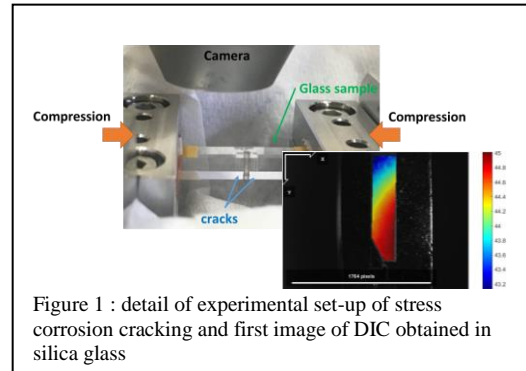 Camera
Glass sample
Compression
Compression
cracks
X
Y
1764 pixels
45
44.8
44.6
44.4
44.2
44
43.8
43.6
43.4
43.2
Figure 1 : detail of experimental set-up of stress
corrosion cracking and first image of DIC obtained in
silica glass